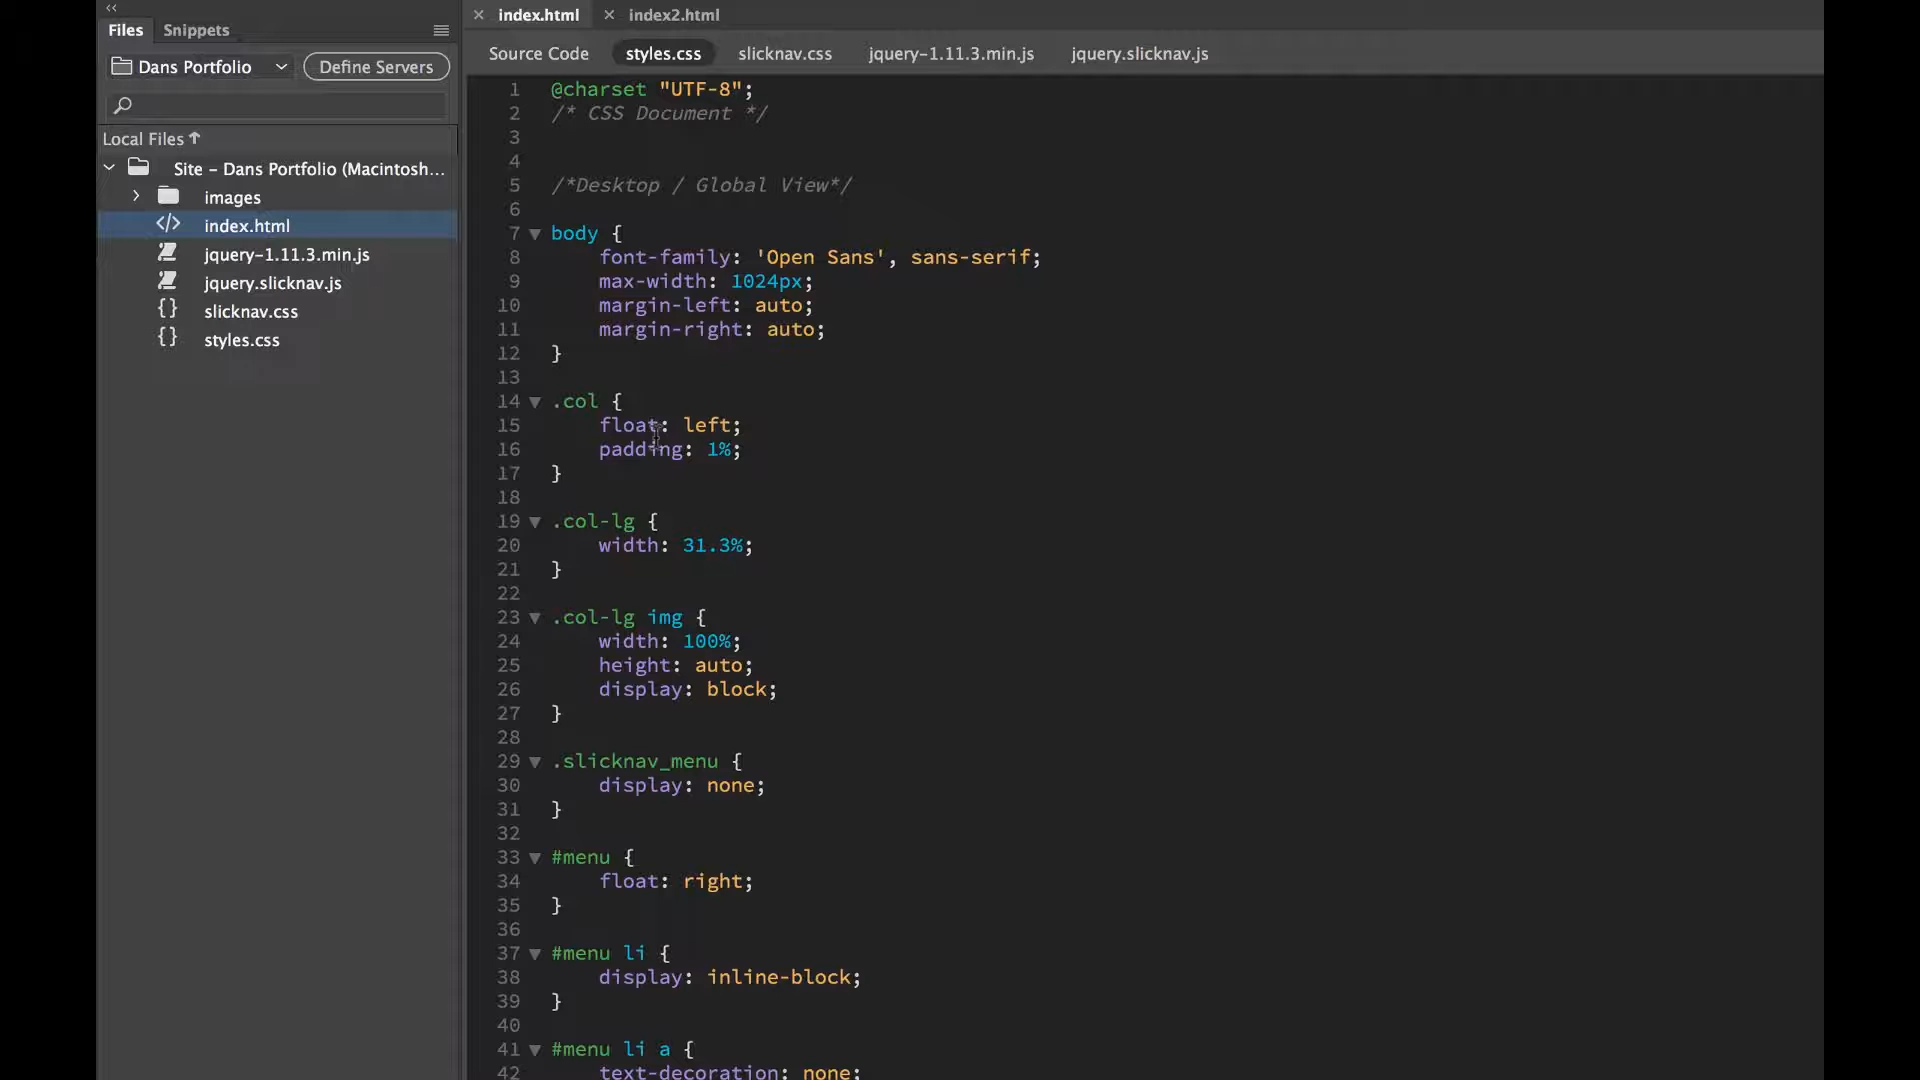 Files Snippets
Dans Portfolio Define Servers
Local Files ↑
Site – Dans Portfolio (Macintosh...
images
index.html
jquery-1.11.3.min.js
jquery.slicknav.js
slicknav.css
styles.css
index.html index2.html
Source Code styles.css slicknav.css jquery-1.11.3.min.js jquery.slicknav.js
1 @charset "UTF-8";
2 /* CSS Document */
3
4
5 /*Desktop / Global View*/
6
7 body {
8 font-family: 'Open Sans', sans-serif;
9 max-width: 1024px;
10 margin-left: auto;
11 margin-right: auto;
12 }
13
14 .col {
15 float: left;
16 padding: 1%;
17 }
18
19 .col-lg {
20 width: 31.3%;
21 }
22
23 .col-lg img {
24 width: 100%;
25 height: auto;
26 display: block;
27 }
28
29 .slicknav_menu {
30 display: none;
31 }
32
33 #menu {
34 float: right;
35 }
36
37 #menu li {
38 display: inline-block;
39 }
40
41 #menu li a {
42 text-decoration: none;